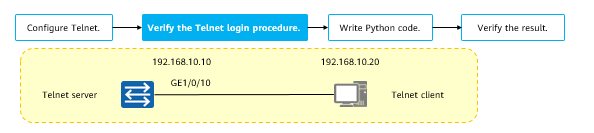 Configure Telnet.
Verify the Telnet login procedure.
Write Python code.
Verify the result.
192.168.10.10
192.168.10.20
GE1/0/10
Telnet server
Telnet client